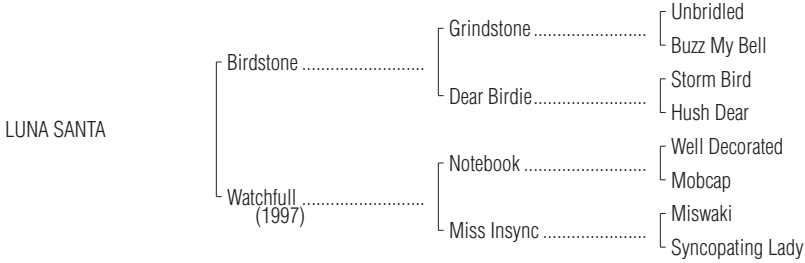 Unbridled
Grindstone ........................
Buzz My Bell
Birdstone ..........................
Storm Bird
Dear Birdie........................
Hush Dear
LUNA SANTA
Well Decorated
Notebook ..........................
Mobcap
Watchfull ..........................
(1997)
Miswaki
Miss Insync ......................
Syncopating Lady